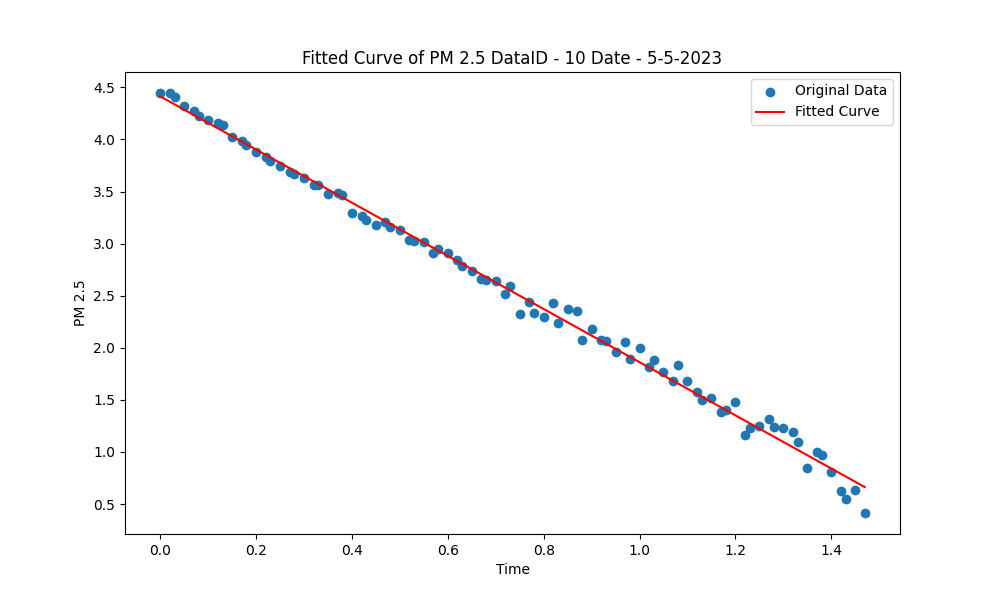 Fitted Curve of PM 2.5 DataID - 10 Date - 5-5-2023
Original Data
Fitted Curve
4.5
4.0
3.5
3.0
2.5
2.0
1.5
1.0
0.5
PM 2.5
0.0 0.2 0.4 0.6 0.8 1.0 1.2 1.4
Time